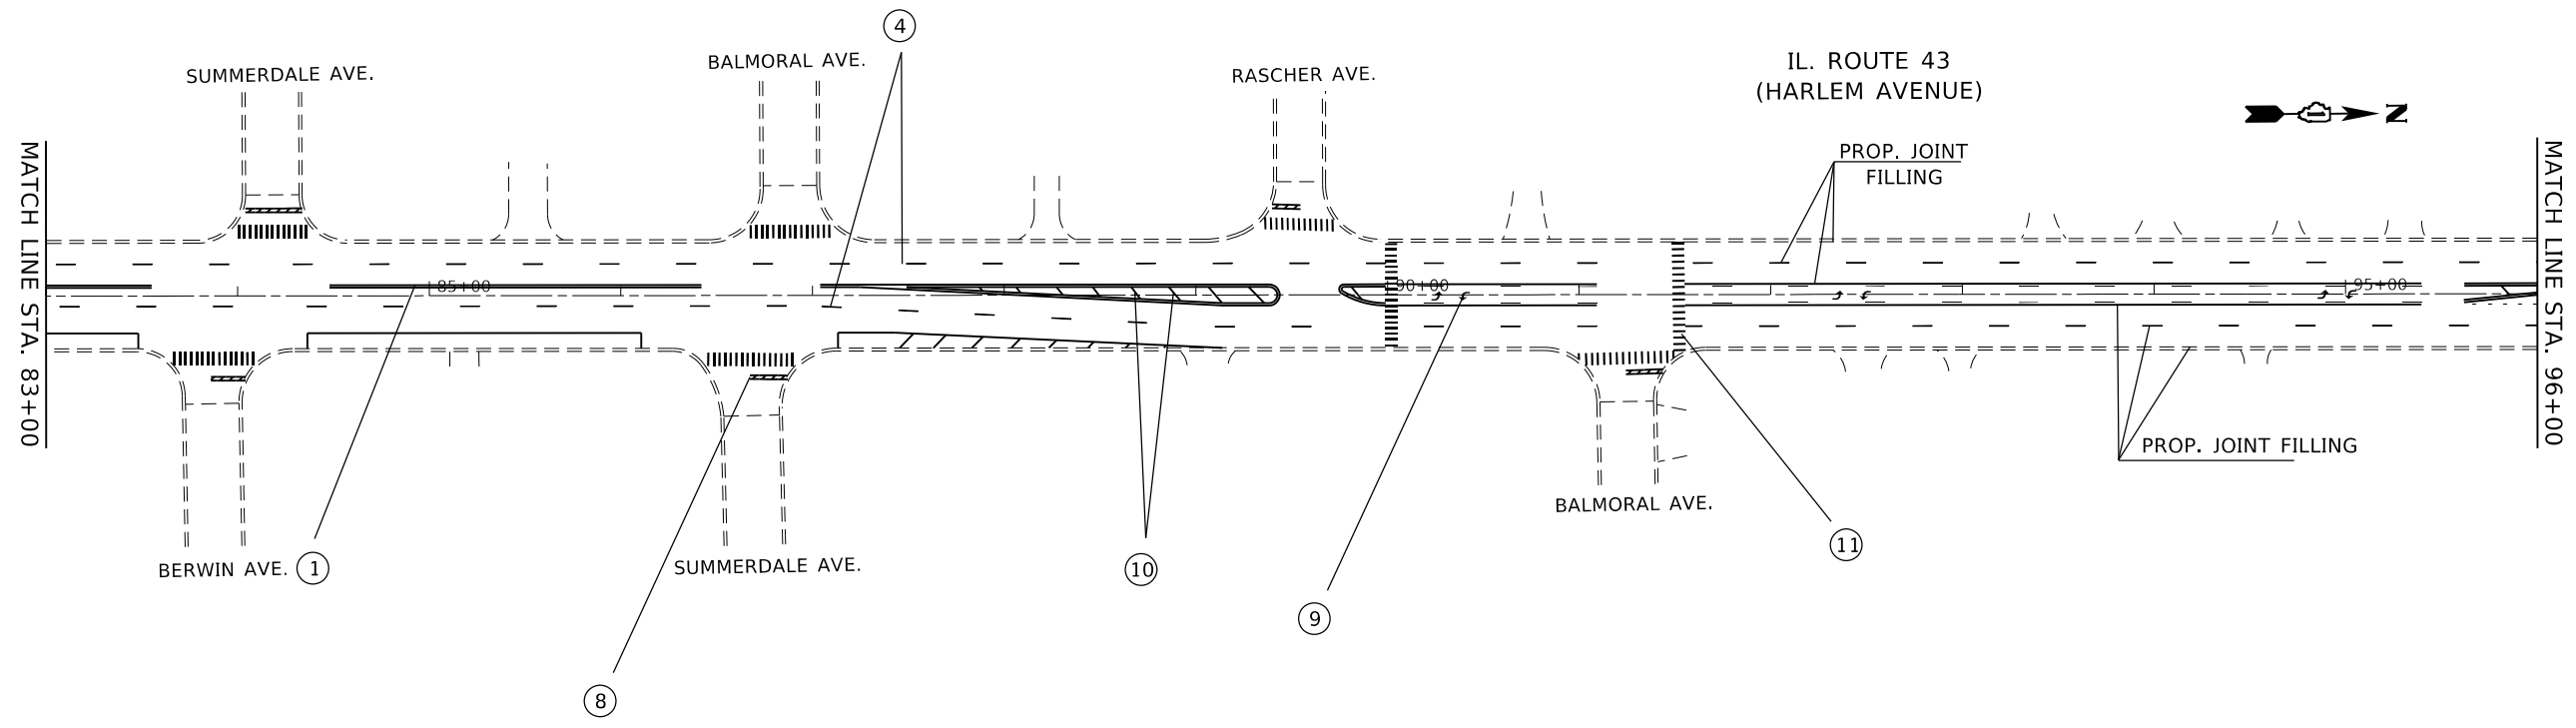 4
SUMMERDALE AVE.
BALMORAL AVE.
RASCHER AVE.
IL. ROUTE 43
(HARLEM AVENUE)
N
MATCH LINE STA. 83+00
PROP. JOINT
FILLING
MATCH LINE STA. 96+00
85+00
90+00
95+00
PROP. JOINT FILLING
BALMORAL AVE.
11
BERWIN AVE.
1
SUMMERDALE AVE.
10
9
8